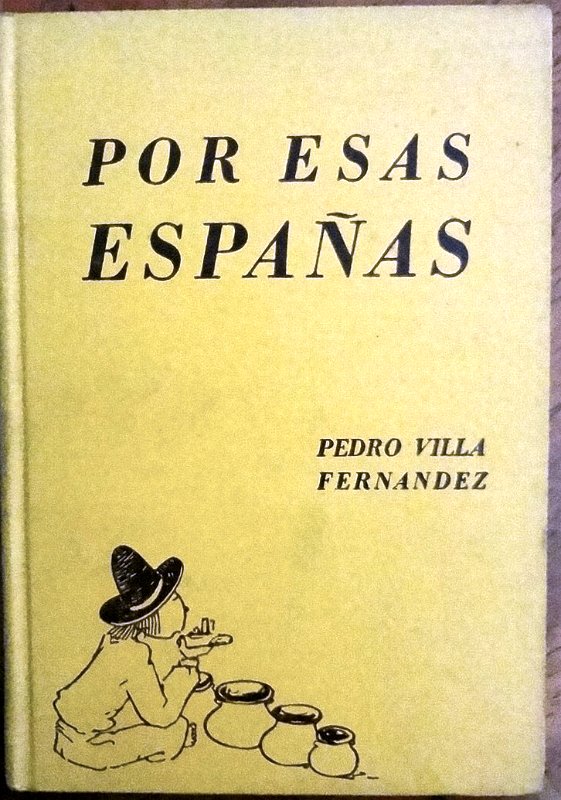 POR ESAS
ESPAÑAS
PEDRO VILLA
FERNANDEZ